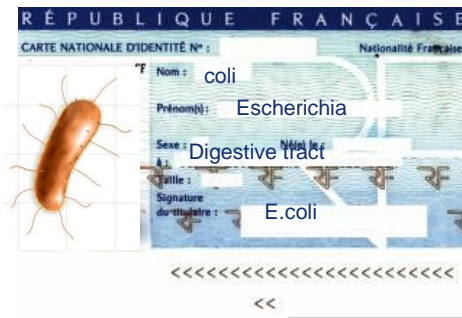 RÉPUBLIQUE FRANÇAISE
CARTE NATIONALE D'IDENTITÉ Nº : Nationalité Française
Nom : coli
Prénom(s) : Escherichia
Sexe : Né(e) le :
à : Digestive tract
Taille :
Signature
du titulaire : E.coli
<<<<<<<<<<<<<<<<<<<<<<<<
<<